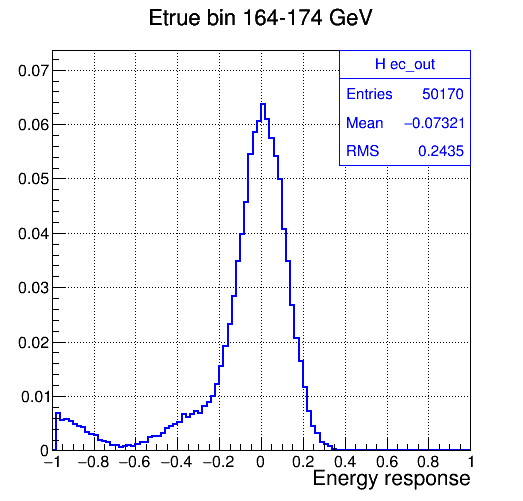 Etrue bin 164-174 GeV
H ec_out
Entries 50170
Mean −0.07321
RMS 0.2435
0.07
0.06
0.05
0.04
0.03
0.02
0.01
0
−1 −0.8 −0.6 −0.4 −0.2 0 0.2 0.4 0.6 0.8 1
Energy response